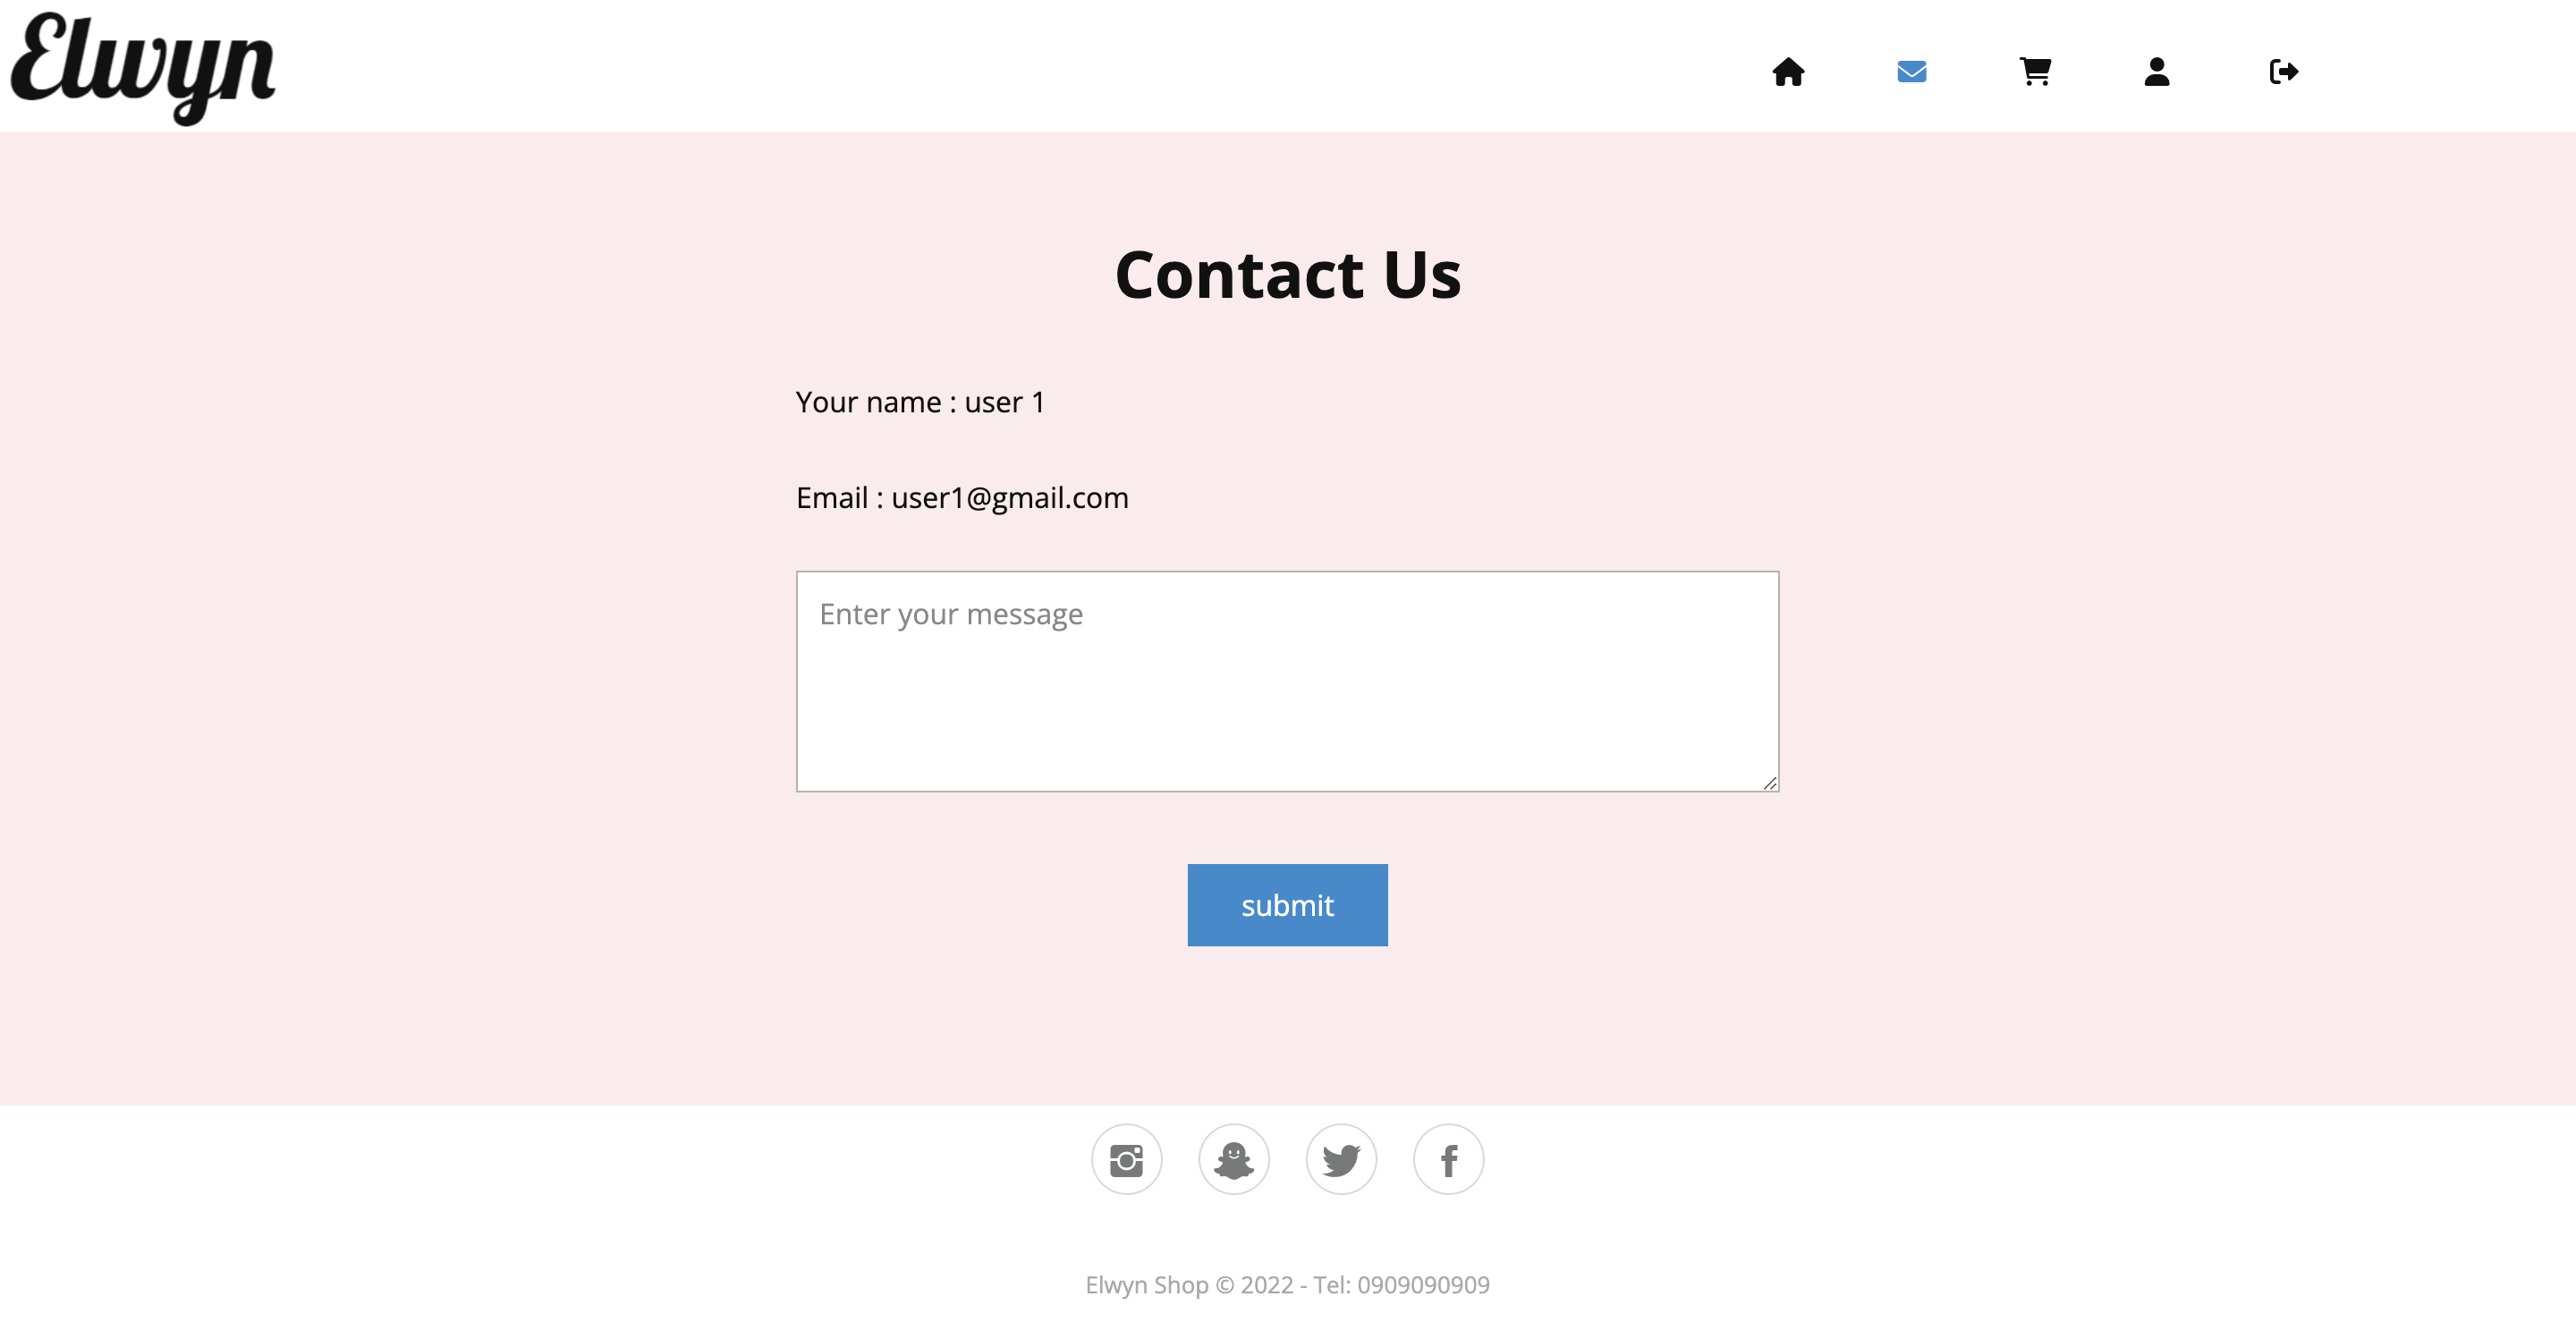 Elwyn
Contact Us
Your name : user 1
Email : user1@gmail.com
Enter your message
submit
Elwyn Shop © 2022 - Tel: 0909090909